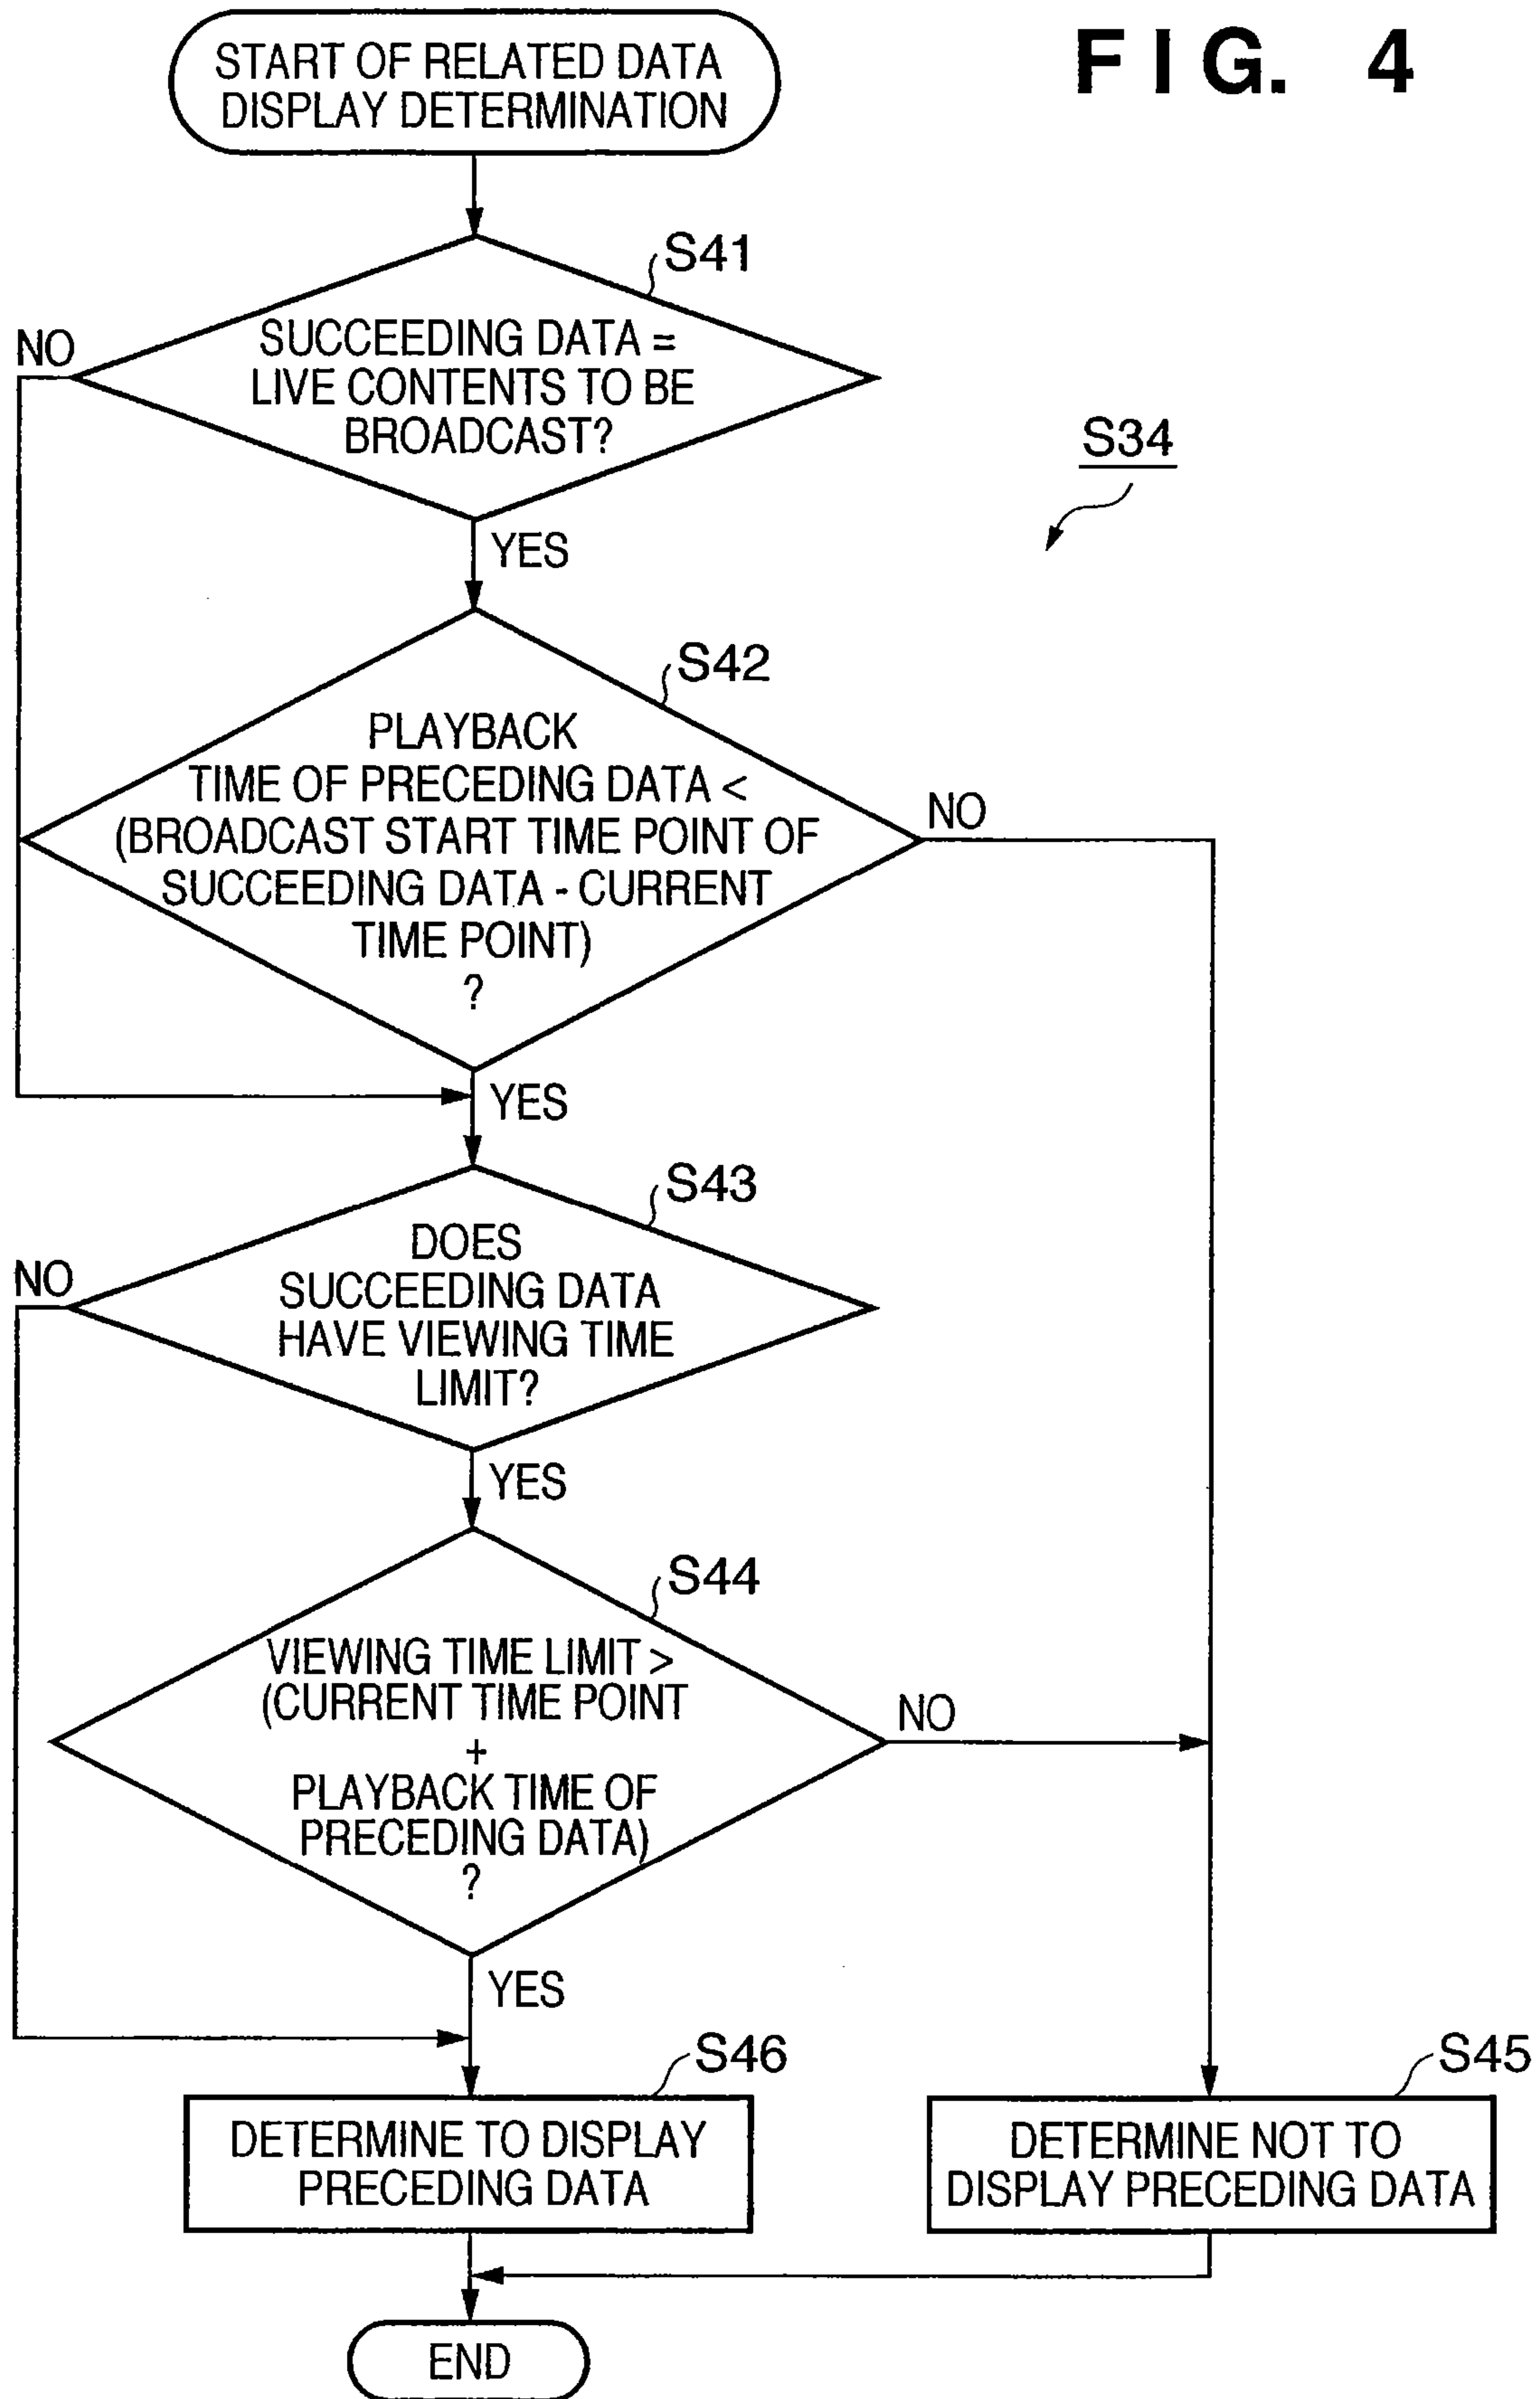 FIG. 4
START OF RELATED DATA
DISPLAY DETERMINATION
S41
SUCCEEDING DATA =
LIVE CONTENTS TO BE
BROADCAST?
NO
YES
S34
S42
PLAYBACK
TIME OF PRECEDING DATA <
(BROADCAST START TIME POINT OF
SUCCEEDING DATA - CURRENT
TIME POINT)
?
NO
YES
S43
DOES
SUCCEEDING DATA
HAVE VIEWING TIME
LIMIT?
NO
YES
S44
VIEWING TIME LIMIT >
(CURRENT TIME POINT
+
PLAYBACK TIME OF
PRECEDING DATA)
?
NO
YES
S46
DETERMINE TO DISPLAY
PRECEDING DATA
S45
DETERMINE NOT TO
DISPLAY PRECEDING DATA
END